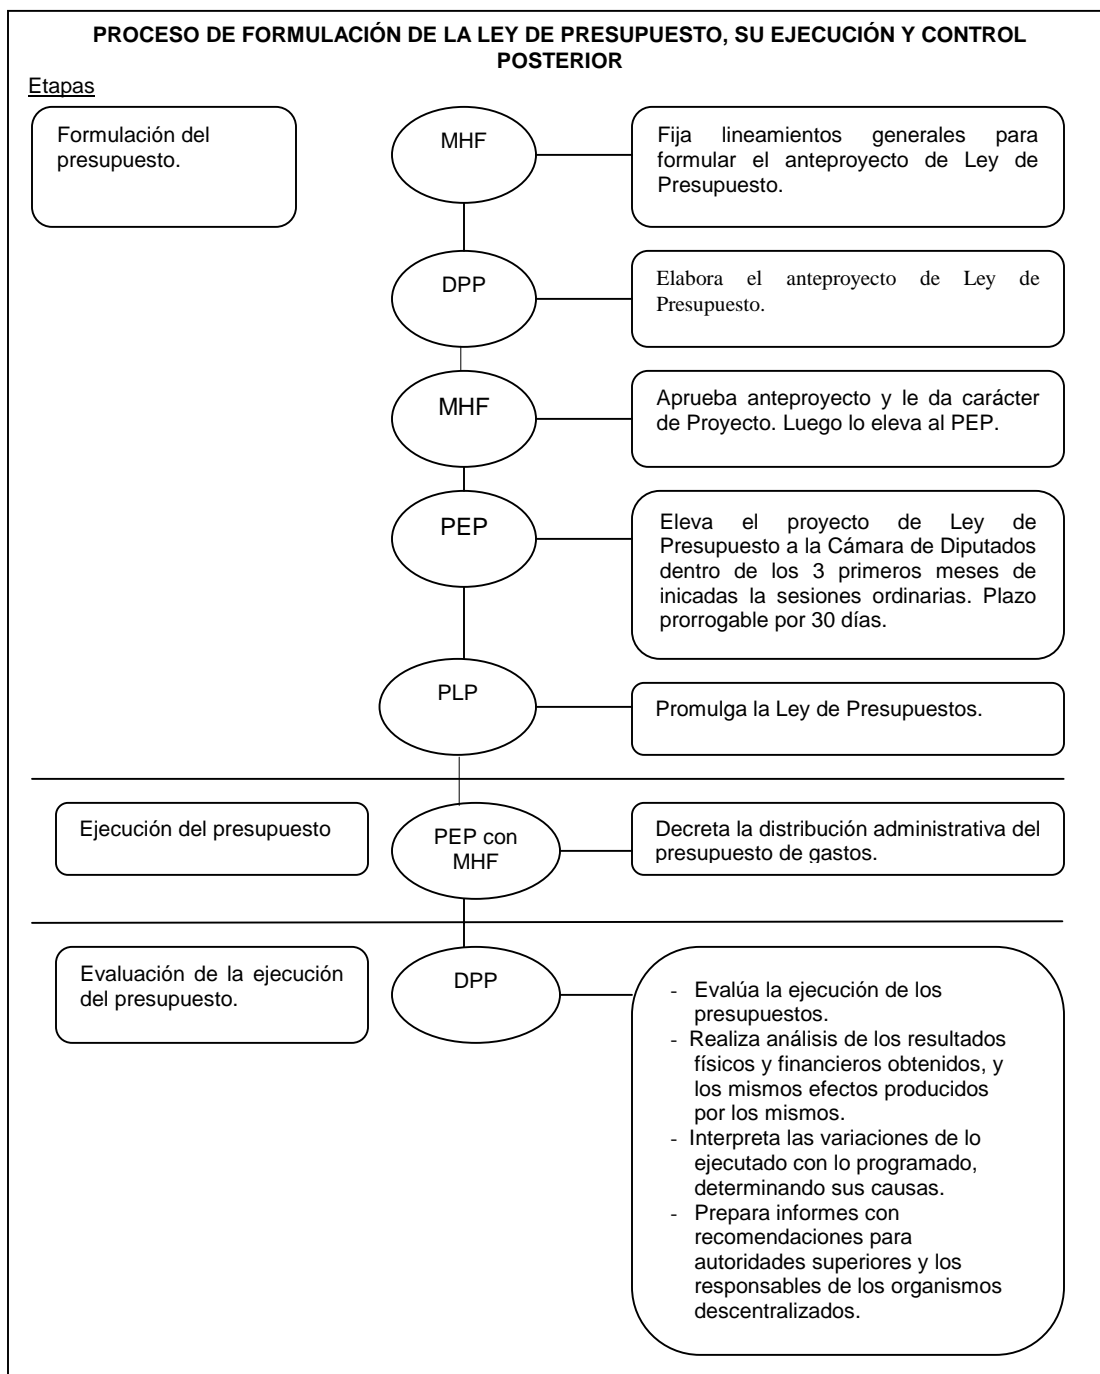 PROCESO DE FORMULACIÓN DE LA LEY DE PRESUPUESTO, SU EJECUCIÓN Y CONTROL
POSTERIOR
Etapas
Formulación del
presupuesto.
MHF
Fija lineamientos generales para
formular el anteproyecto de Ley de
Presupuesto.
DPP
Elabora el anteproyecto de Ley de
Presupuesto.
MHF
Aprueba anteproyecto y le da carácter
de Proyecto. Luego lo eleva al PEP.
PEP
Eleva el proyecto de Ley de
Presupuesto a la Cámara de Diputados
dentro de los 3 primeros meses de
inicadas la sesiones ordinarias. Plazo
prorrogable por 30 días.
PLP
Promulga la Ley de Presupuestos.
Ejecución del presupuesto
PEP con
MHF
Decreta la distribución administrativa del
presupuesto de gastos.
Evaluación de la ejecución
del presupuesto.
DPP
- Evalúa la ejecución de los
presupuestos.
- Realiza análisis de los resultados
físicos y financieros obtenidos, y
los mismos efectos producidos
por los mismos.
- Interpreta las variaciones de lo
ejecutado con lo programado,
determinando sus causas.
- Prepara informes con
recomendaciones para
autoridades superiores y los
responsables de los organismos
descentralizados.